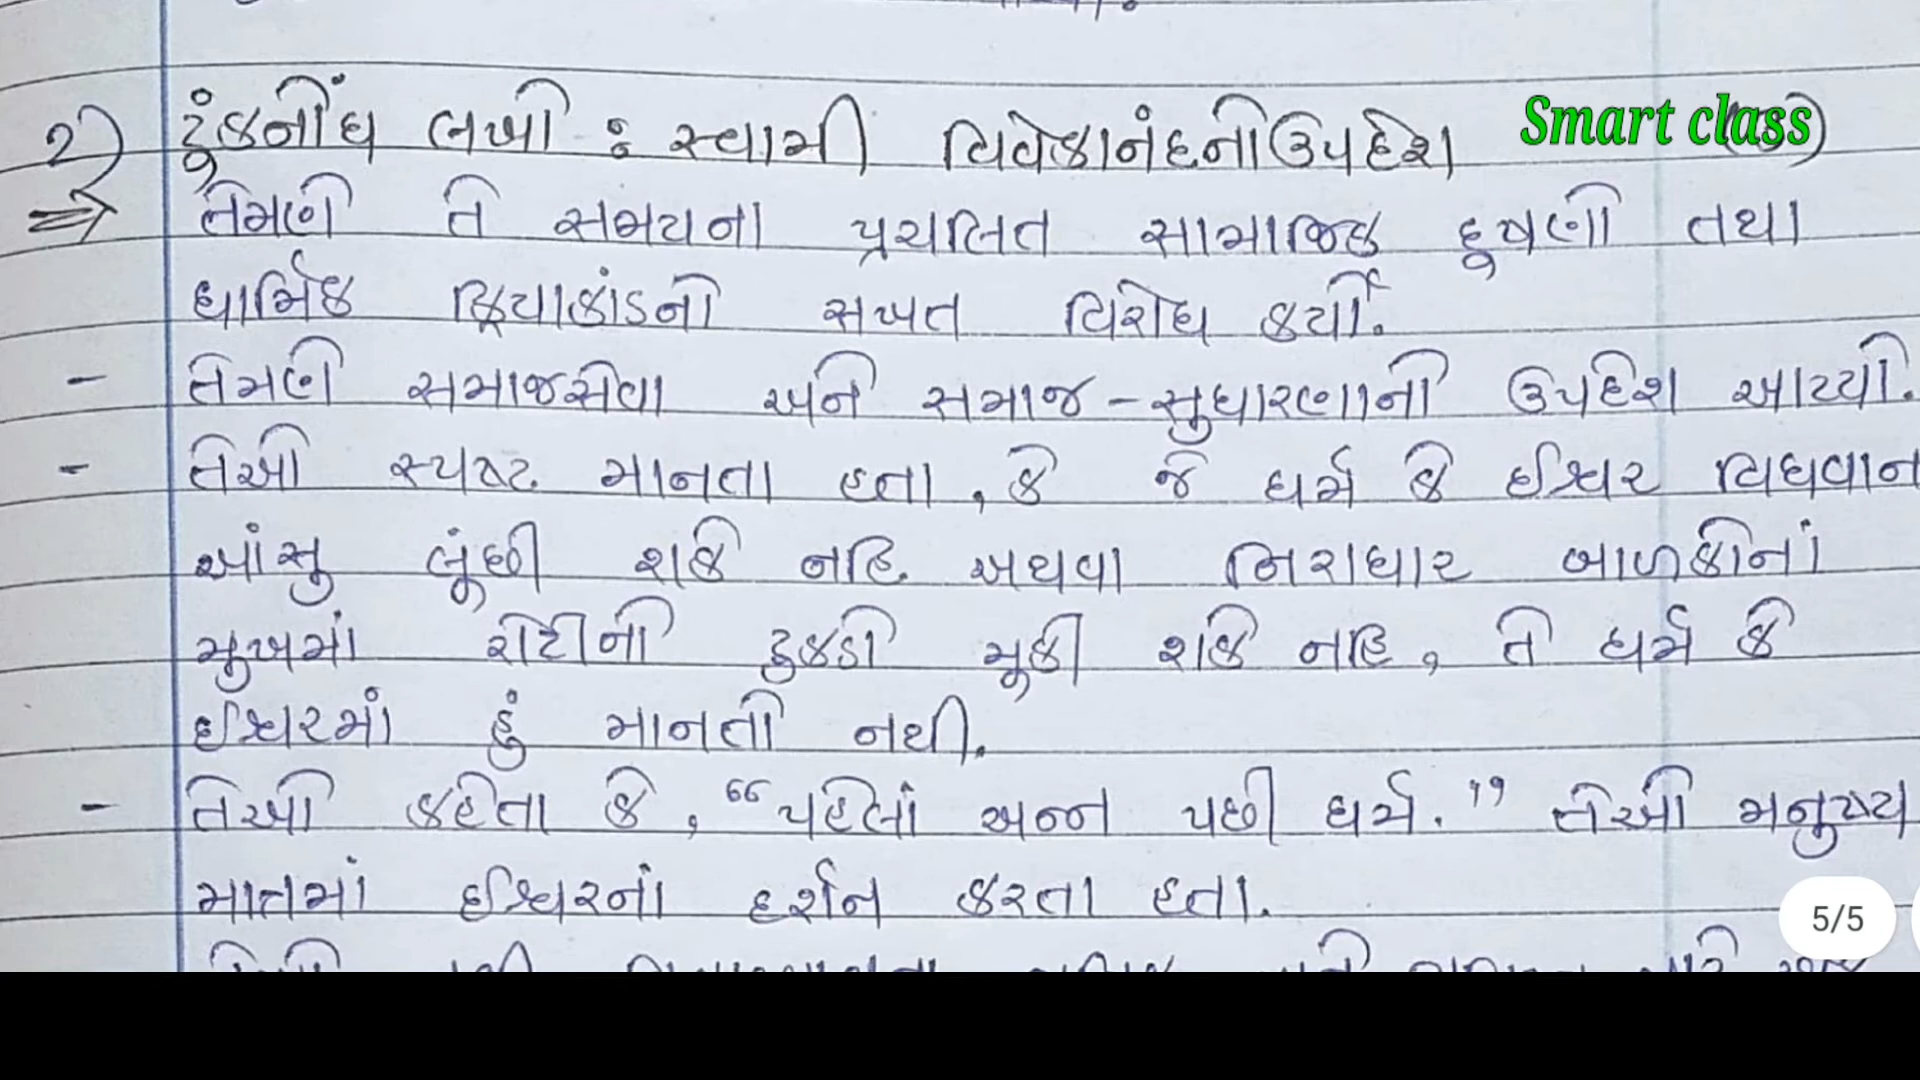 2) ટૂંકનોંધ લખો : સ્વામી વિવેકાનંદનો ઉપદેશ
Smart class
⇒ તેમણે તે સમયના પ્રચલિત સામાજિક દૂષણો તથા
ધાર્મિક ક્રિયાકાંડનો સખત વિરોધ કર્યો.
- તેમણે સમાજસેવા અને સમાજ-સુધારણાનો ઉપદેશ આપ્યો.
- તેઓ સ્પષ્ટ માનતા હતા, કે જે ધર્મ કે ઈશ્વર વિધવાન
આંસુ લૂંછી શકે નહિ અથવા નિરાધાર બાળકોનાં
મુખમાં રોટીનો ટુકડો મૂકી શકે નહિ, તે ધર્મ કે
ઈશ્વરમાં હું માનતો નથી.
- તેઓ કહેતા કે, “પહેલાં અન્ન પછી ધર્મ.” તેઓ મનુષ્ય
માત્રમાં ઈશ્વરનાં દર્શન કરતા હતા.
5/5